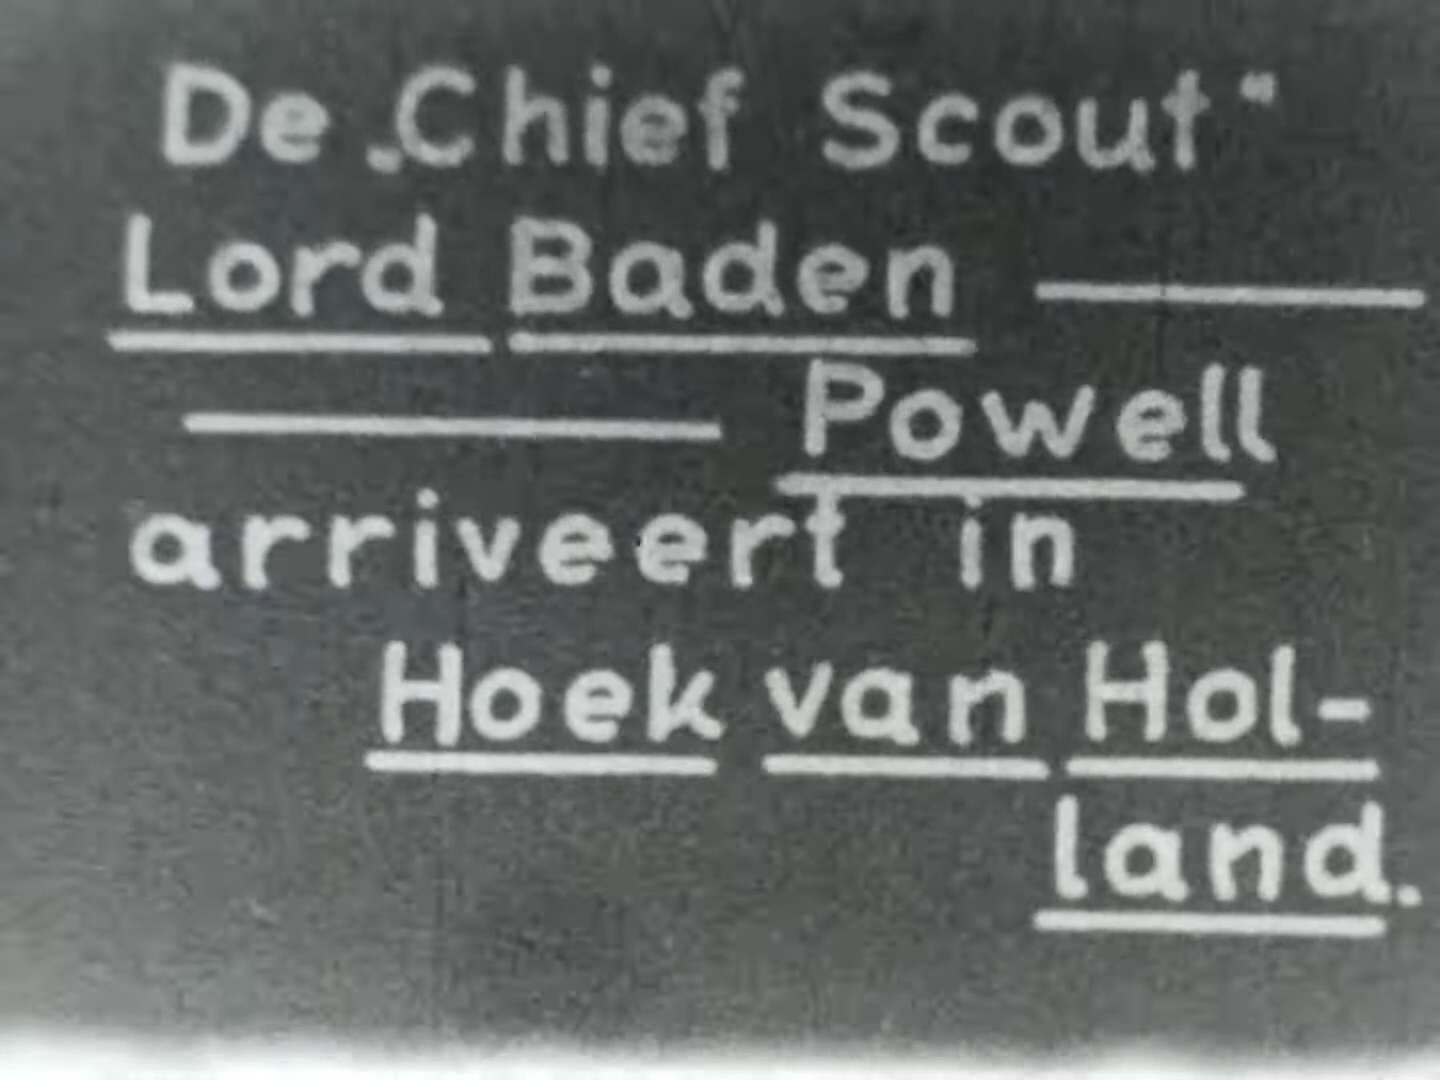 De „Chief Scout"
Lord Baden
Powell
arriveert in
Hoek van Hol-
land.